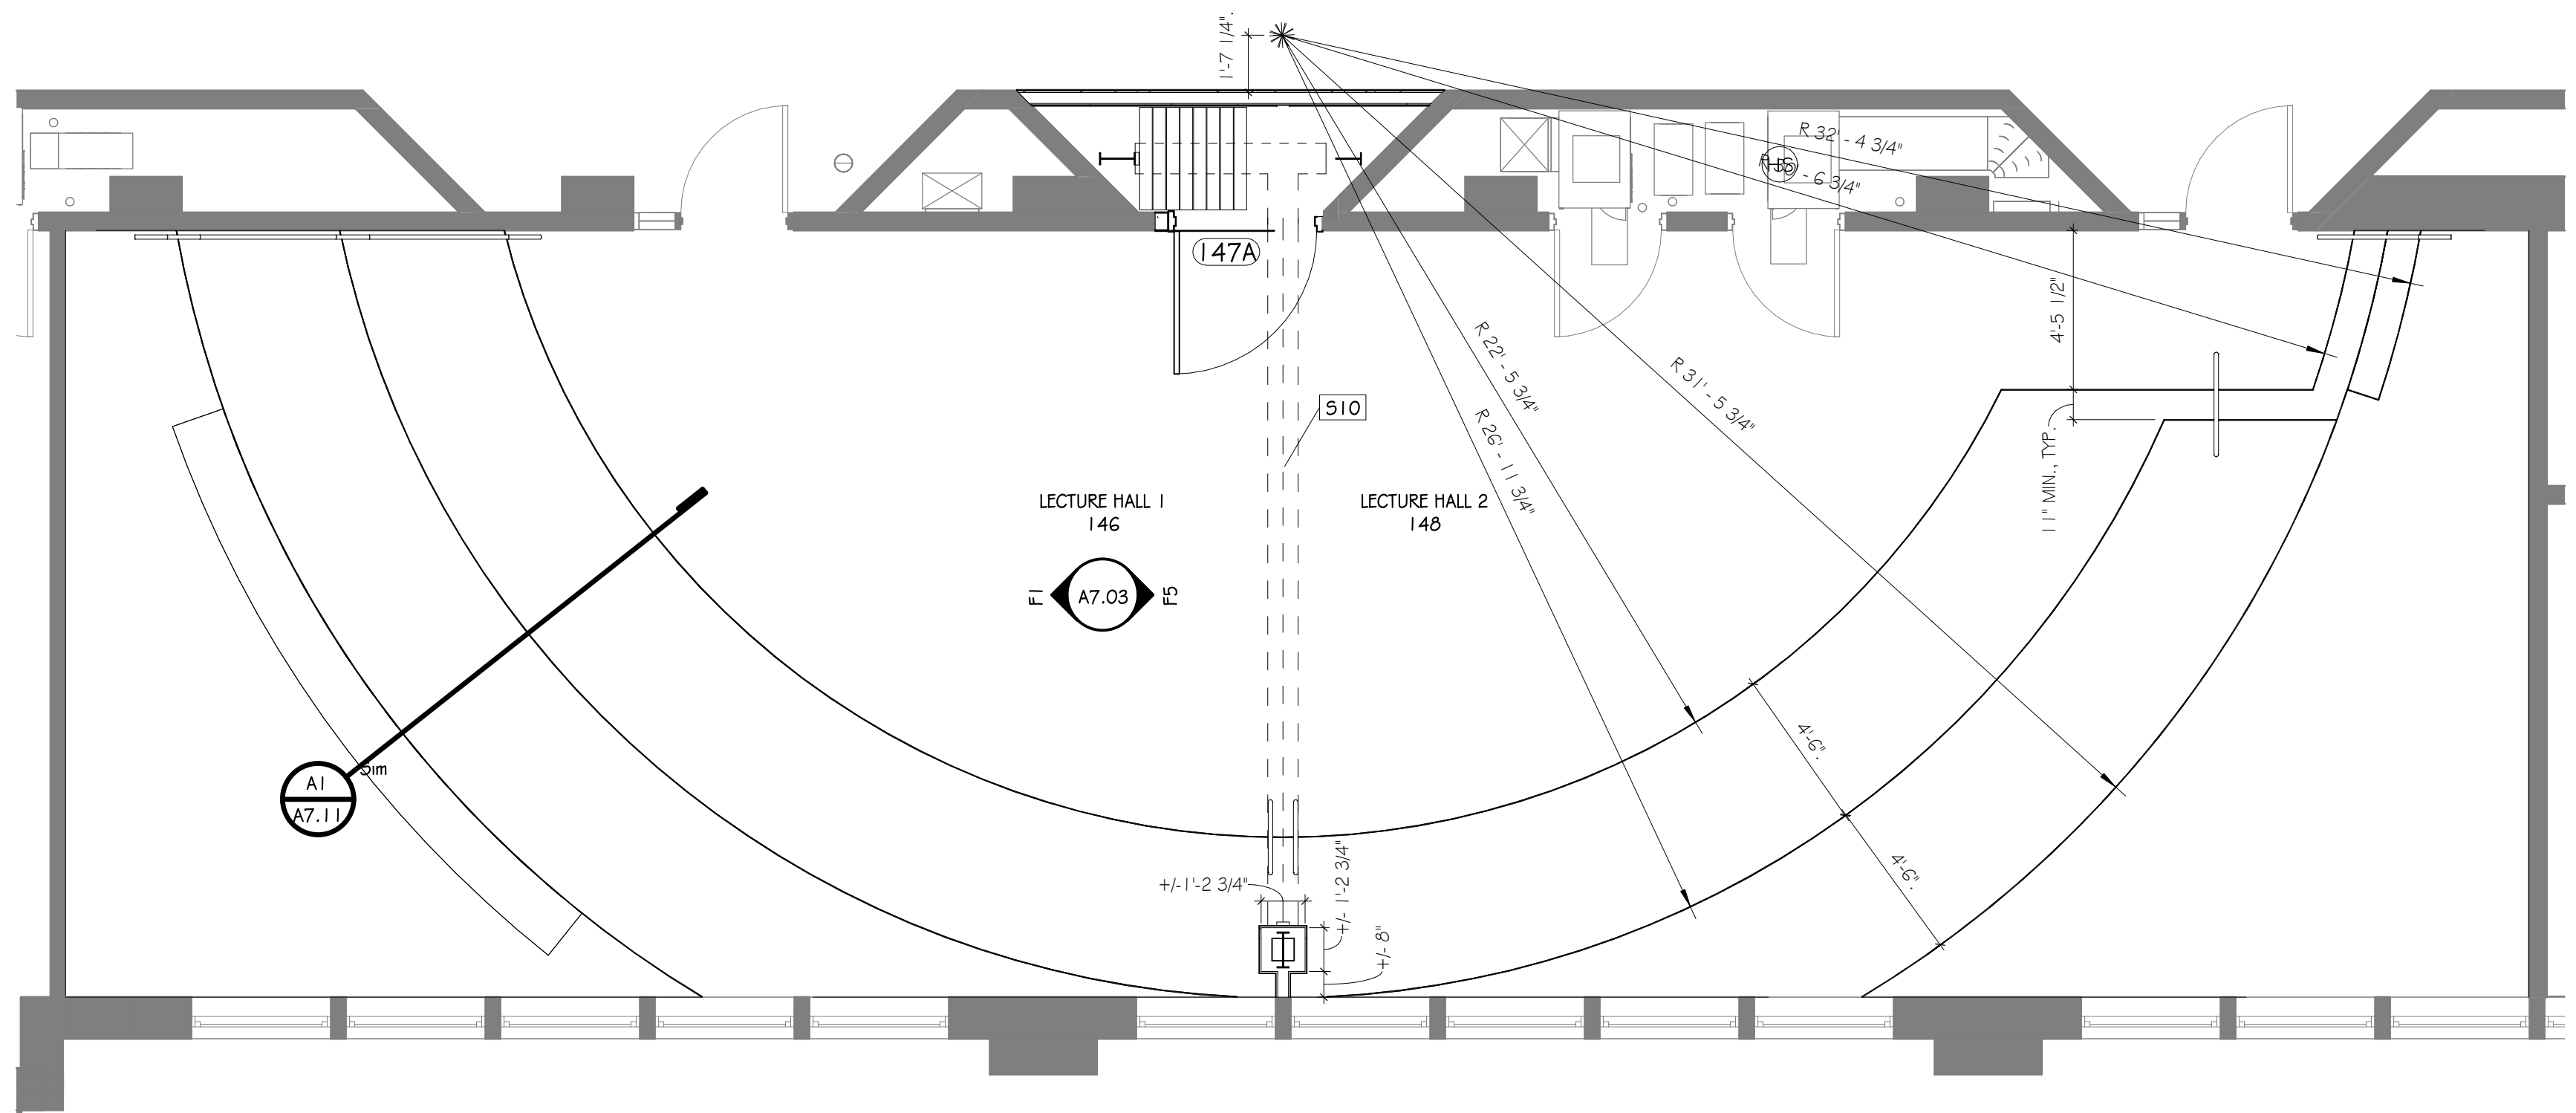 1'-7 1/4".
R 32' - 4 3/4"
HS
- 6 3/4"
147A
4'-5 1/2"
R 22' - 5 3/4"
R 31' - 5 3/4"
S10
R 26' - 11 3/4"
11" MIN., TYP.
LECTURE HALL 1
146
LECTURE HALL 2
148
F1
A7.03
F5
4'-6".
A1
Sim
A7.11
4'-6".
+/-1'-2 3/4"
+/- 1'-2 3/4"
+/- 8"